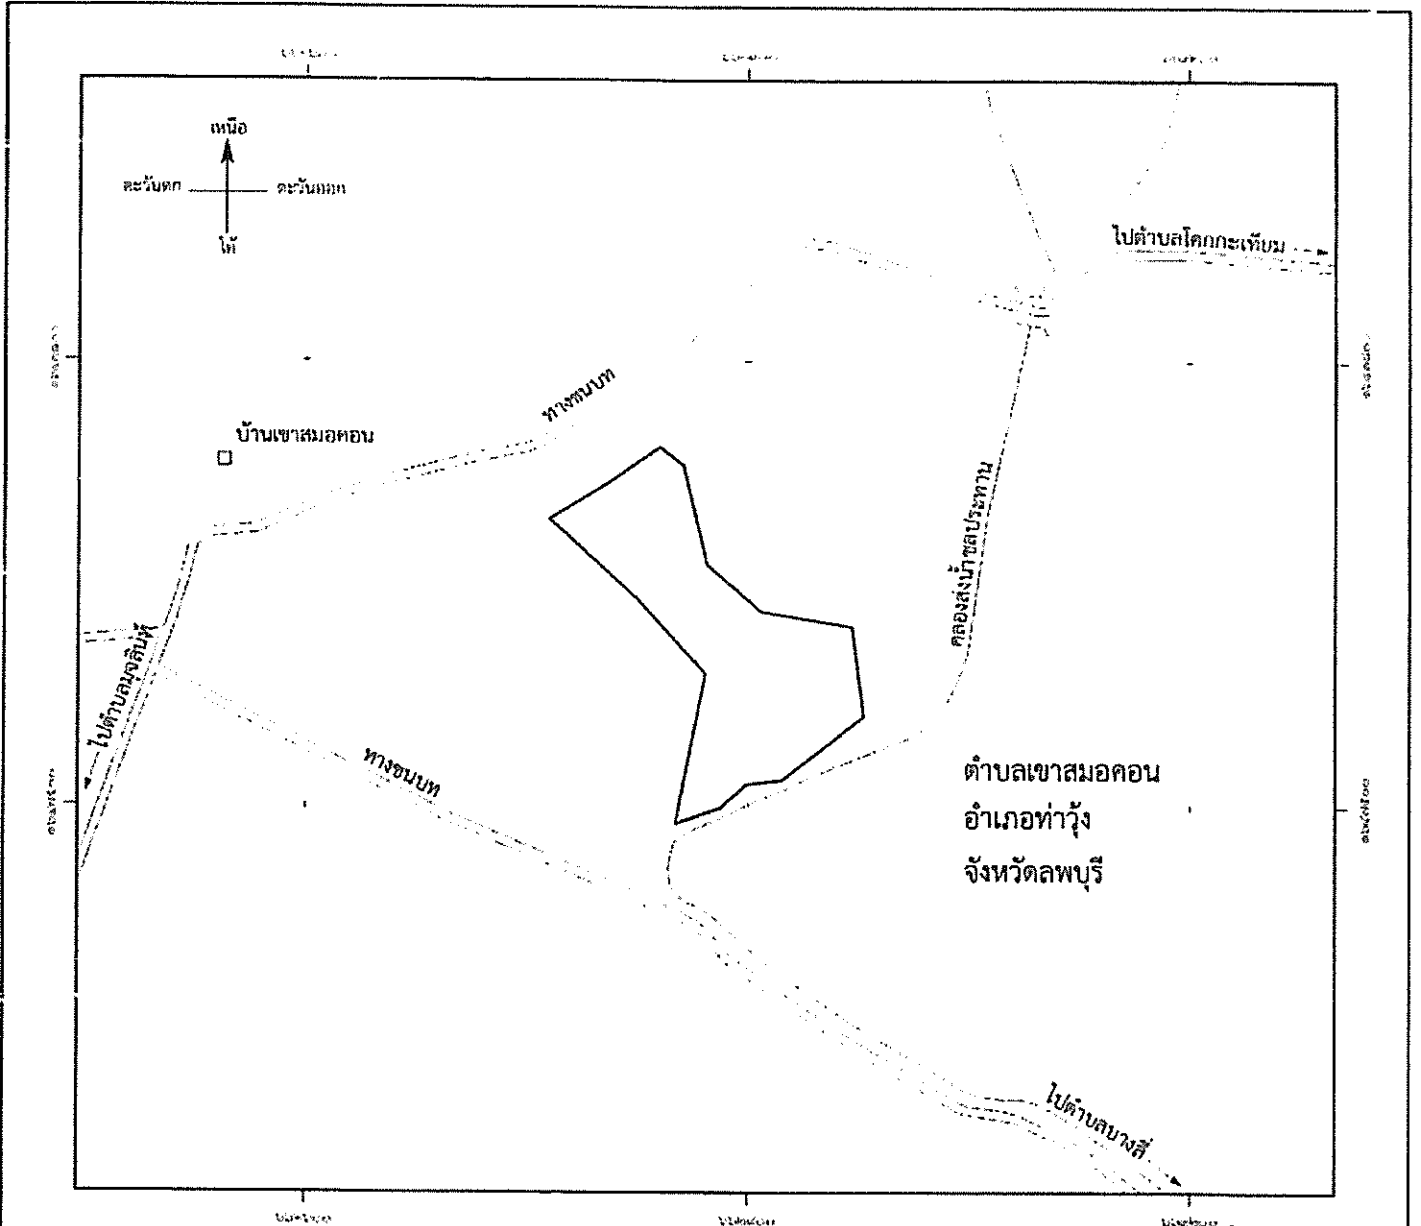 เหนือ
ตะวันตก ตะวันออก
ใต้
ไปตำบลโคกกะเทียม
ทางชนบท
บ้านเขาสมอคอน
คลองส่งน้ำชลประทาน
ไปตำบลมุจลินท์
ทางชนบท
ตำบลเขาสมอคอน
อำเภอท่าวุ้ง
จังหวัดลพบุรี
ไปตำบลบางลี่